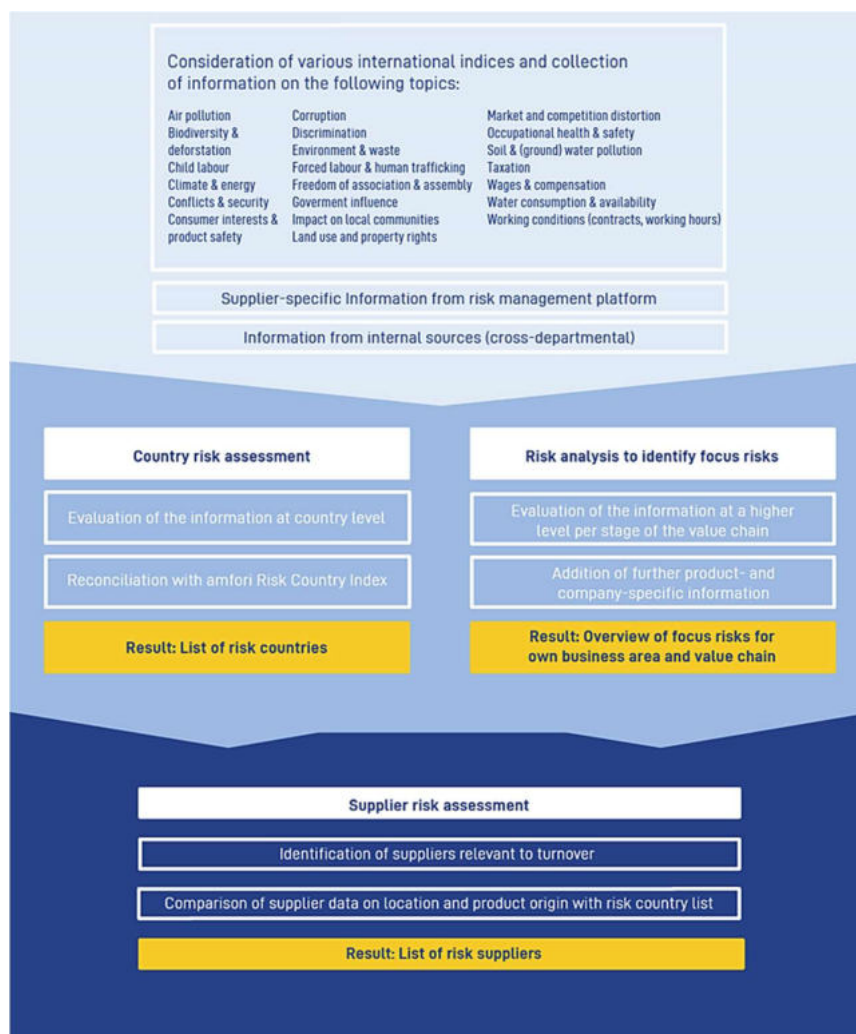 Consideration of various international indices and collection
of information on the following topics:
Air pollution
Biodiversity &
deforstation
Child labour
Climate & energy
Conflicts & security
Consumer interests &
product safety
Corruption
Discrimination
Environment & waste
Forced labour & human trafficking
Freedom of association & assembly
Goverment influence
Impact on local communities
Land use and property rights
Market and competition distortion
Occupational health & safety
Soil & (ground) water pollution
Taxation
Wages & compensation
Water consumption & availability
Working conditions (contracts, working hours)
Supplier-specific Information from risk management platform
Information from internal sources (cross-departmental)
Country risk assessment
Evaluation of the information at country level
Reconciliation with amfori Risk Country Index
Result: List of risk countries
Risk analysis to identify focus risks
Evaluation of the information at a higher
level per stage of the value chain
Addition of further product- and
company-specific information
Result: Overview of focus risks for
own business area and value chain
Supplier risk assessment
Identification of suppliers relevant to turnover
Comparison of supplier data on location and product origin with risk country list
Result: List of risk suppliers